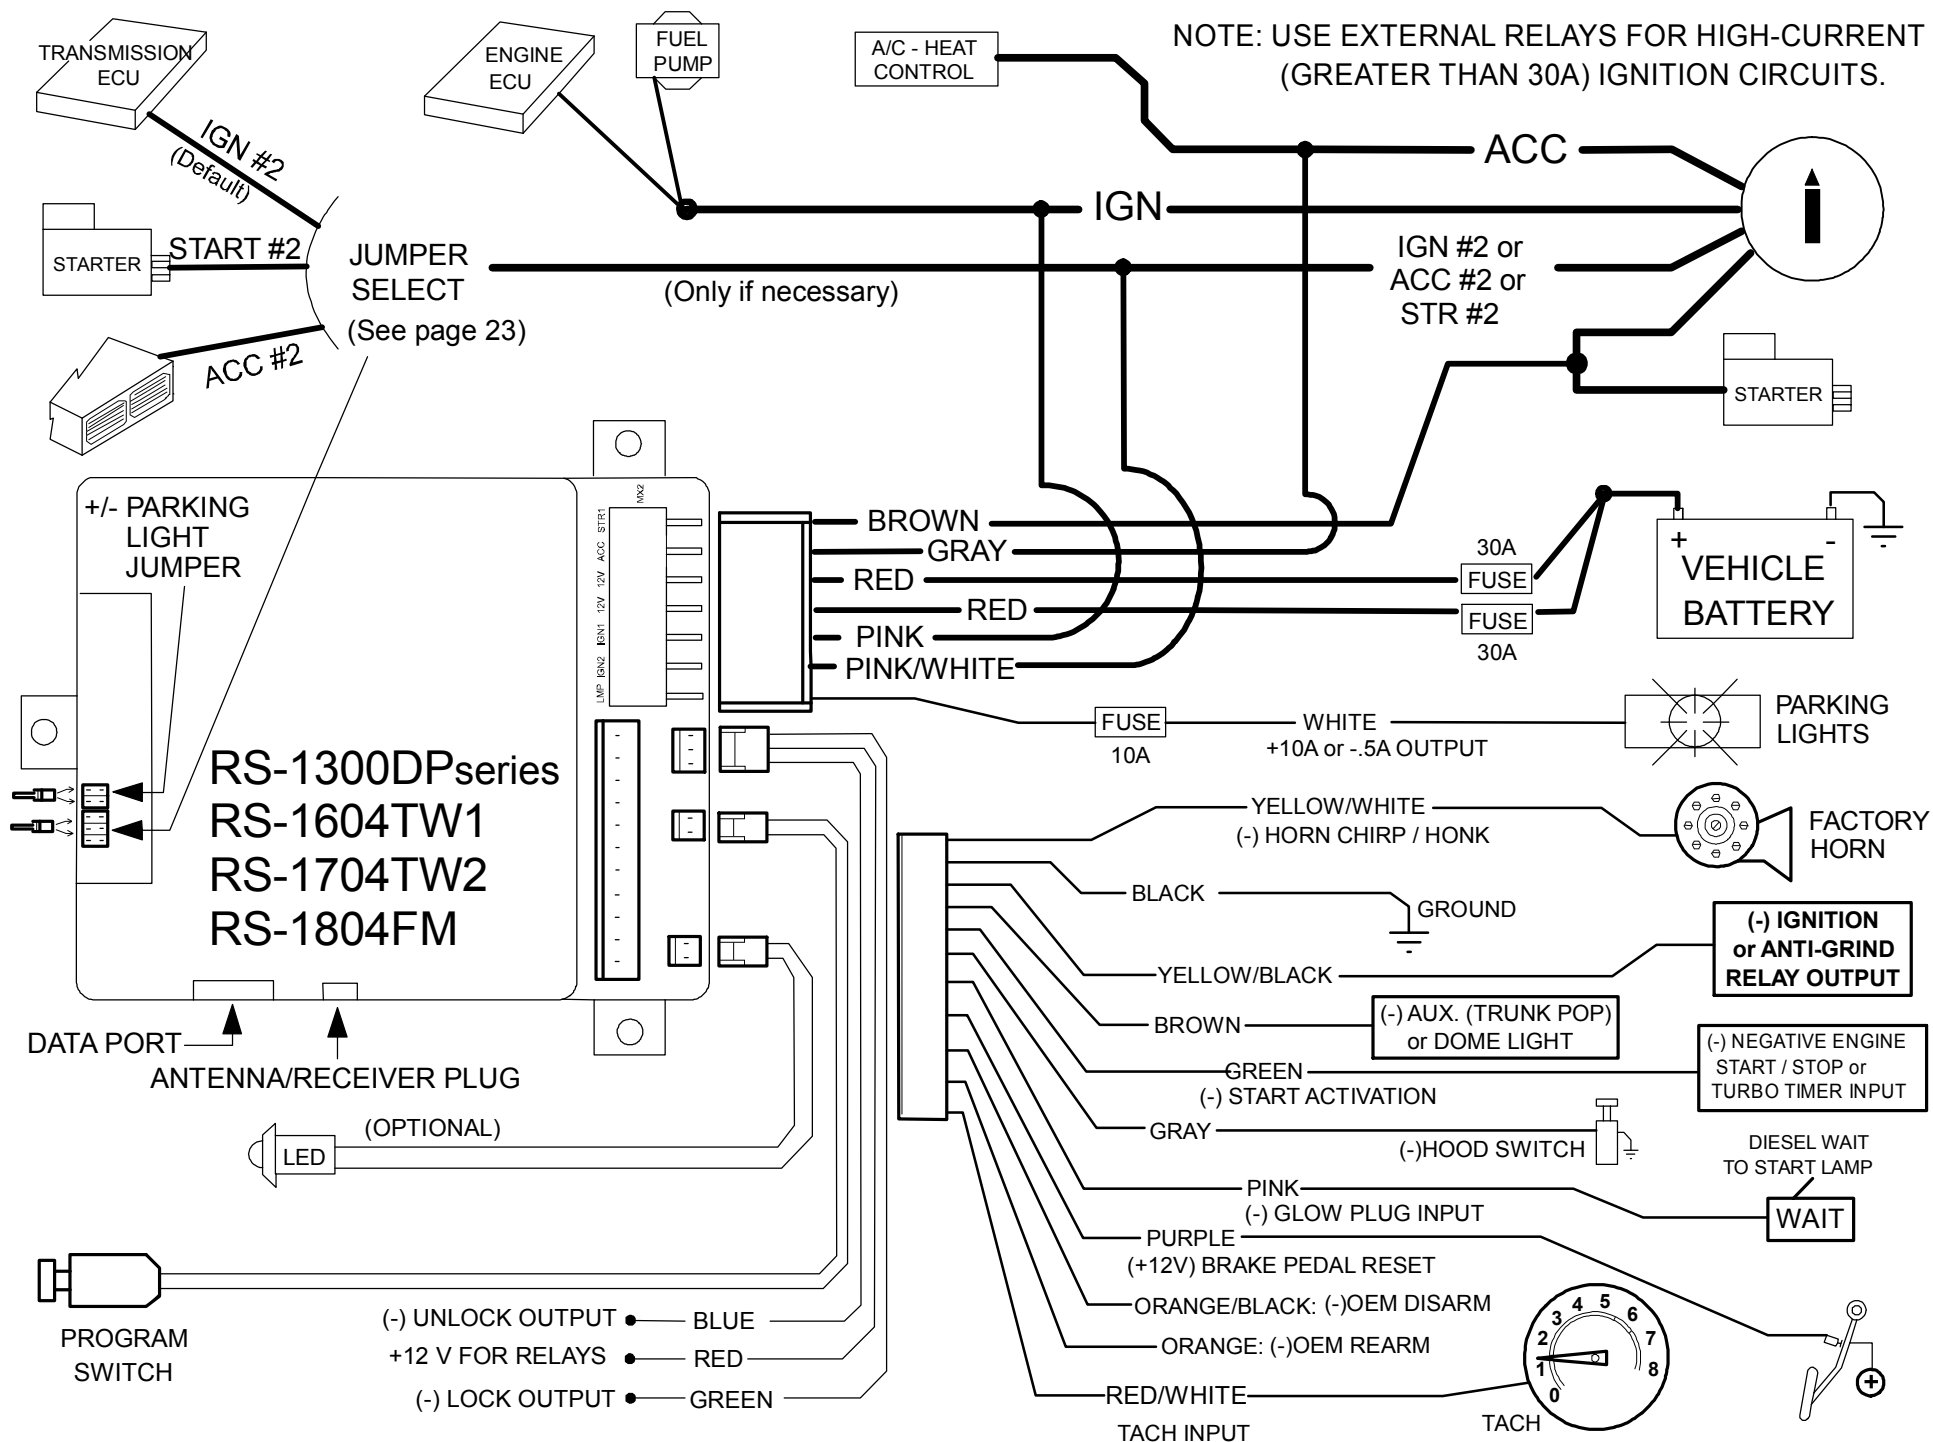 NOTE: USE EXTERNAL RELAYS FOR HIGH-CURRENT
(GREATER THAN 30A) IGNITION CIRCUITS.
TRANSMISSION
ECU
ENGINE
ECU
FUEL
PUMP
A/C - HEAT
CONTROL
IGN #2
(Default)
ACC
IGN
STARTER
START #2
JUMPER
SELECT
(See page 23)
(Only if necessary)
IGN #2 or
ACC #2 or
STR #2
ACC #2
STARTER
+/- PARKING
LIGHT
JUMPER
MX2
STR1
ACC
12V
12V
IGN1
IGN2
LMP
BROWN
GRAY
RED
RED
PINK
PINK/WHITE
30A
FUSE
FUSE
30A
+ -
VEHICLE
BATTERY
FUSE
10A
WHITE
+10A or -.5A OUTPUT
PARKING
LIGHTS
RS-1300DPseries
RS-1604TW1
RS-1704TW2
RS-1804FM
YELLOW/WHITE
(-) HORN CHIRP / HONK
FACTORY
HORN
BLACK
GROUND
YELLOW/BLACK
(-) IGNITION
or ANTI-GRIND
RELAY OUTPUT
BROWN
(-) AUX. (TRUNK POP)
or DOME LIGHT
GREEN
(-) START ACTIVATION
(-) NEGATIVE ENGINE
START / STOP or
TURBO TIMER INPUT
DATA PORT
ANTENNA/RECEIVER PLUG
(OPTIONAL)
LED
GRAY
(-)HOOD SWITCH
DIESEL WAIT
TO START LAMP
WAIT
PINK
(-) GLOW PLUG INPUT
PURPLE
(+12V) BRAKE PEDAL RESET
ORANGE/BLACK: (-)OEM DISARM
ORANGE: (-)OEM REARM
RED/WHITE
TACH INPUT
TACH
0
1
2
3
4
5
6
7
8
+
PROGRAM
SWITCH
(-) UNLOCK OUTPUT BLUE
+12 V FOR RELAYS RED
(-) LOCK OUTPUT GREEN